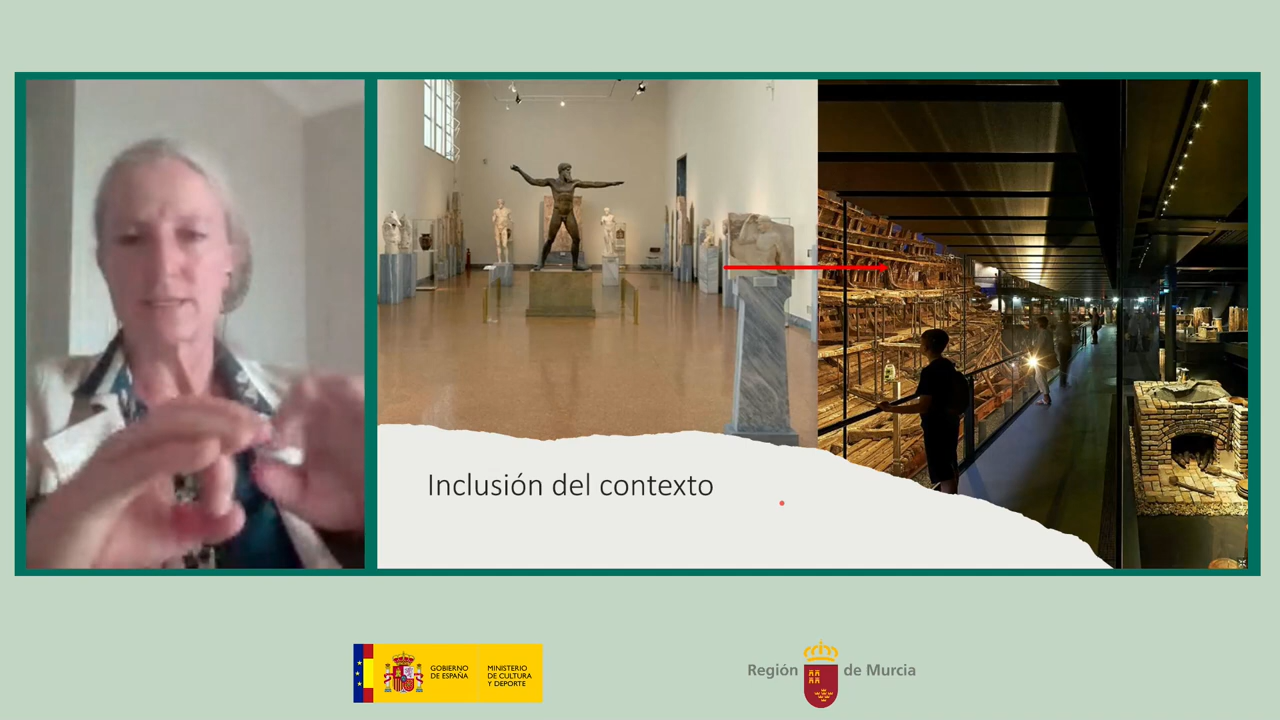 Inclusión del contexto
GOBIERNO
DE ESPAÑA
MINISTERIO
DE CULTURA
Y DEPORTE
Región de Murcia